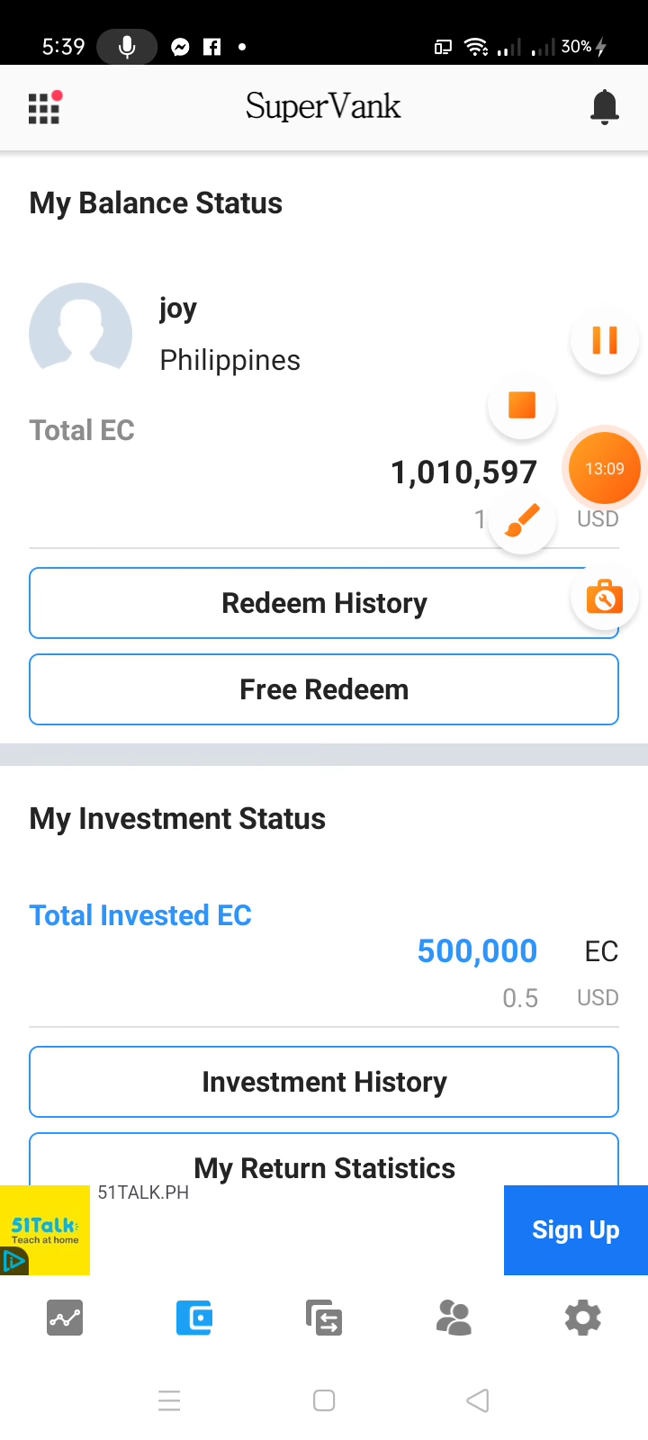 5:39 30%
SuperVank
My Balance Status
joy
Philippines
Total EC
1,010,597
13:09
1 USD
Redeem History
Free Redeem
My Investment Status
Total Invested EC
500,000 EC
0.5 USD
Investment History
My Return Statistics
51TALK.PH
51Talk
Teach at home
Sign Up